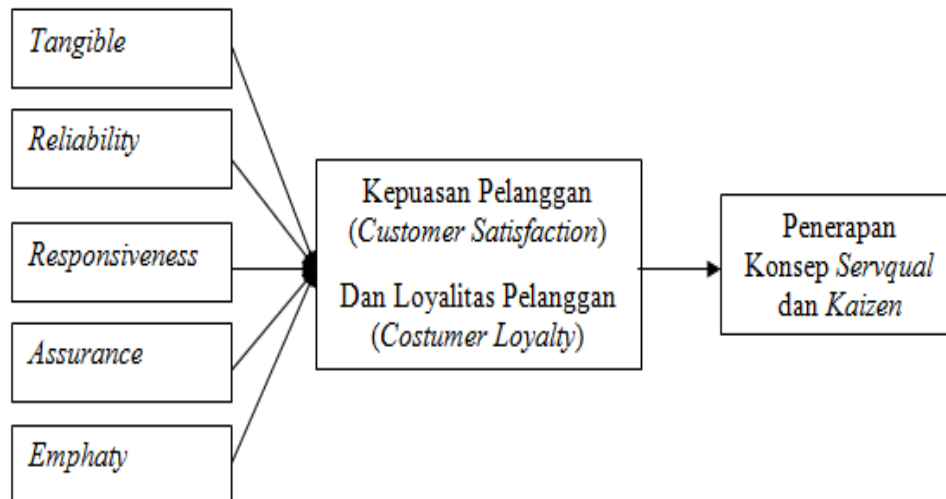 Tangible
Reliability
Responsiveness
Assurance
Emphaty
Kepuasan Pelanggan
(Customer Satisfaction)
Dan Loyalitas Pelanggan
(Costumer Loyalty)
Penerapan
Konsep Servqual
dan Kaizen